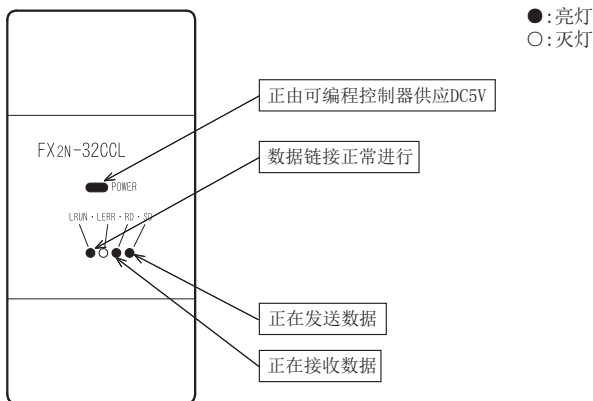 ●:亮灯
○:灭灯
正由可编程控制器供应DC5V
数据链接正常进行
FX2N-32CCL
POWER
LRUN・LERR・RD・SD
正在发送数据
正在接收数据